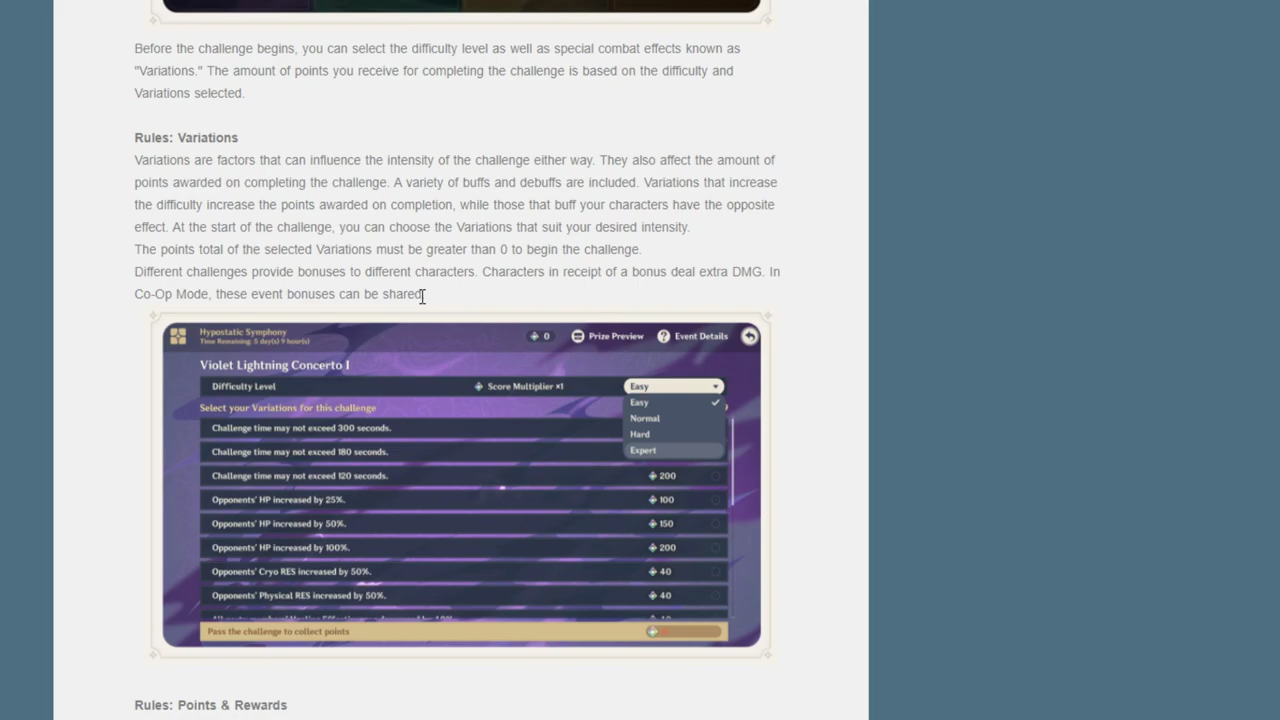 Before the challenge begins, you can select the difficulty level as well as special combat effects known as
"Variations." The amount of points you receive for completing the challenge is based on the difficulty and
Variations selected.
Rules: Variations
Variations are factors that can influence the intensity of the challenge either way. They also affect the amount of
points awarded on completing the challenge. A variety of buffs and debuffs are included. Variations that increase
the difficulty increase the points awarded on completion, while those that buff your characters have the opposite
effect. At the start of the challenge, you can choose the Variations that suit your desired intensity.
The points total of the selected Variations must be greater than 0 to begin the challenge.
Different challenges provide bonuses to different characters. Characters in receipt of a bonus deal extra DMG. In
Co-Op Mode, these event bonuses can be shared.
Hypostatic Symphony
Time Remaining: 5 day(s) 9 hour(s)
0 Prize Preview Event Details
Violet Lightning Concerto I
Difficulty Level Score Multiplier ×1 Easy
Easy
Select your Variations for this challenge
Normal
Challenge time may not exceed 300 seconds.
Hard
Challenge time may not exceed 180 seconds.
Expert
Challenge time may not exceed 120 seconds. 200
Opponents' HP increased by 25%. 100
Opponents' HP increased by 50%. 150
Opponents' HP increased by 100%. 200
Opponents' Cryo RES increased by 50%. 40
Opponents' Physical RES increased by 50%. 40
Pass the challenge to collect points
Rules: Points & Rewards